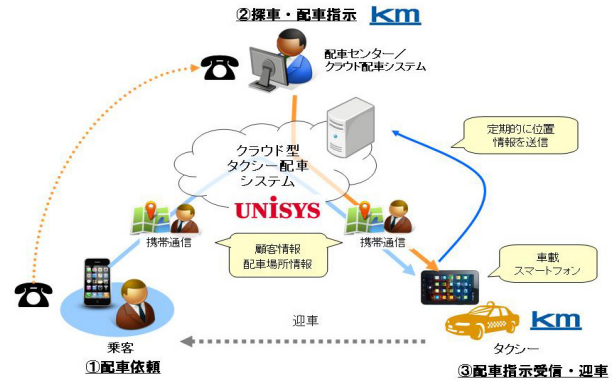 ②探車・配車指示
km
配車センター/
クラウド配車システム
定期的に位置
情報を送信
クラウド型
タクシー配車
システム
UNiSYS
携帯通信
携帯通信
顧客情報
配車場所情報
車載
スマートフォン
迎車
km
乗客
タクシー
①配車依頼
③配車指示受信・迎車